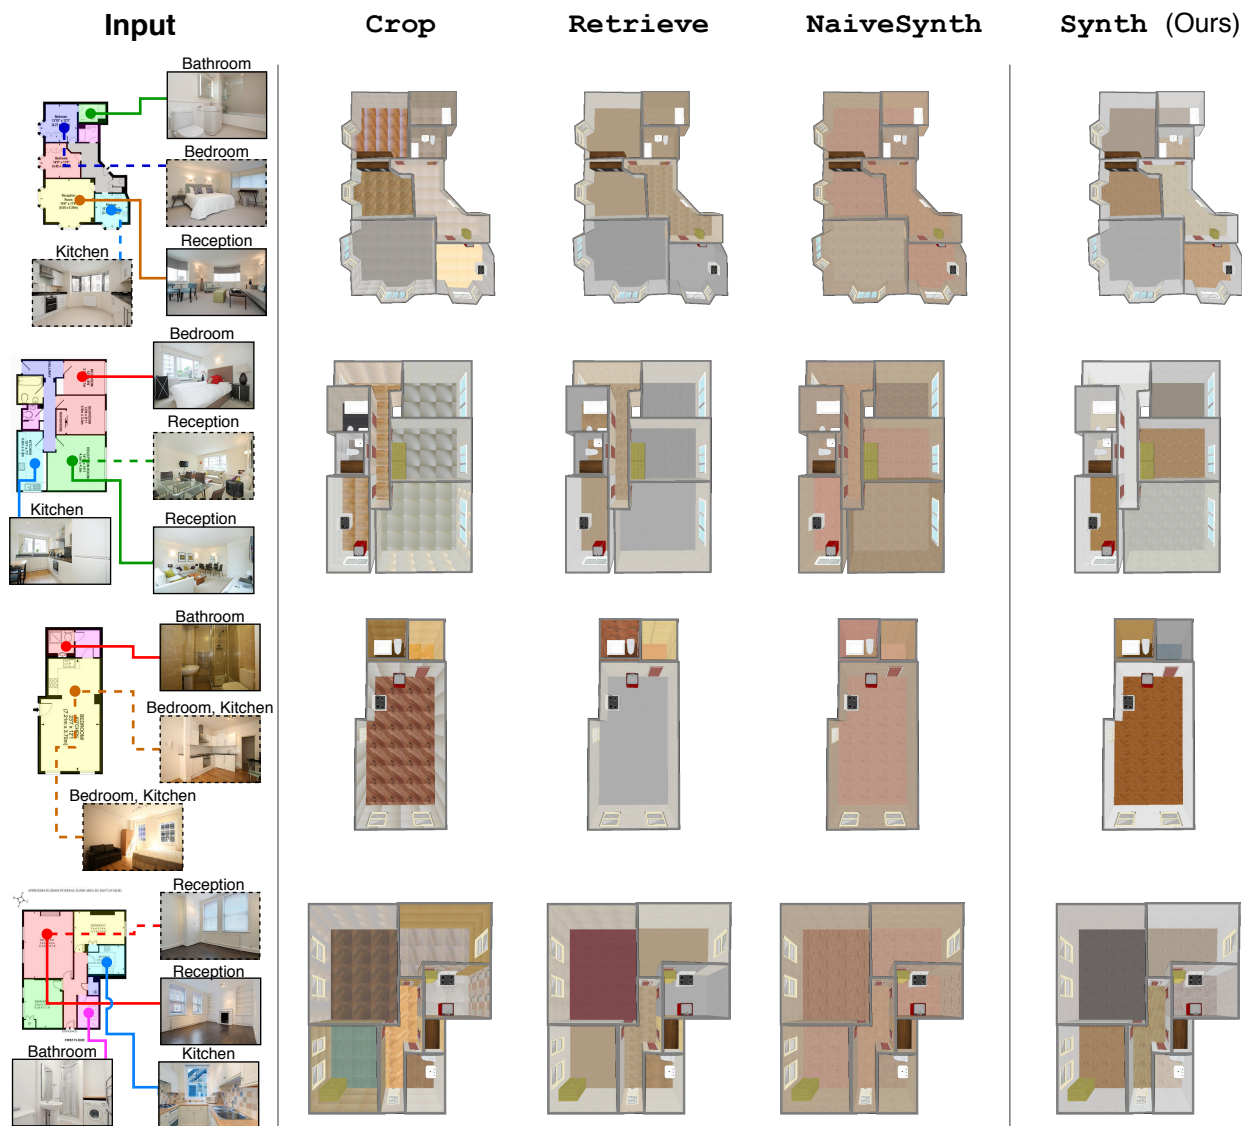 Input Crop Retrieve NaiveSynth Synth (Ours)
Bathroom
Bedroom
Kitchen
Reception
Bedroom
Reception
Kitchen
Reception
Bathroom
Bedroom, Kitchen
Bedroom, Kitchen
Reception
Reception
Bathroom
Kitchen